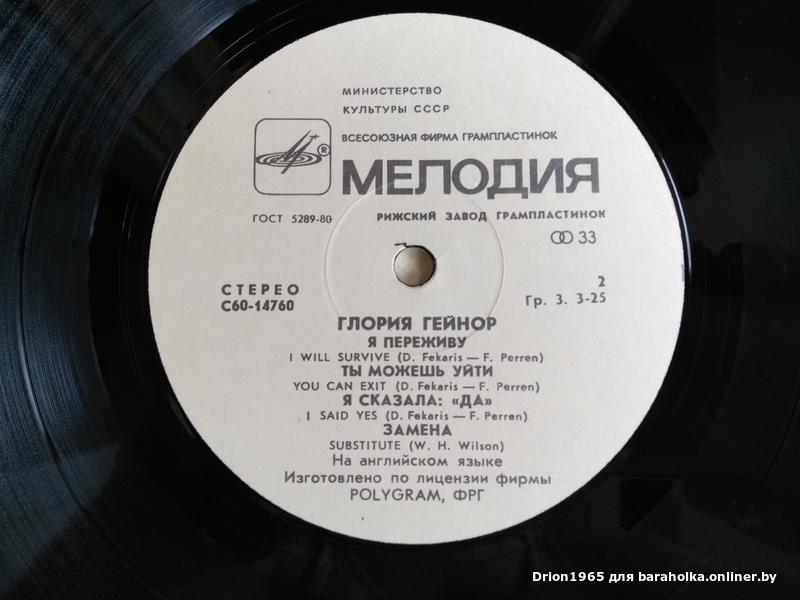 МИНИСТЕРСТВО
КУЛЬТУРЫ СССР
ВСЕСОЮЗНАЯ ФИРМА ГРАМПЛАСТИНОК
®
МЕЛОДИЯ
ГОСТ 5289-80 РИЖСКИЙ ЗАВОД ГРАМПЛАСТИНОК
33
СТЕРЕО 2
С60-14760 Гр. 3. 3-25
ГЛОРИЯ ГЕЙНОР
Я ПЕРЕЖИВУ
I WILL SURVIVE (D. Fekaris — F. Perren)
ТЫ МОЖЕШЬ УЙТИ
YOU CAN EXIT (D. Fekaris — F. Perren)
Я СКАЗАЛА: «ДА»
I SAID YES (D. Fekaris — F. Perren)
ЗАМЕНА
SUBSTITUTE (W. H. Wilson)
На английском языке
Изготовлено по лицензии фирмы
POLYGRAM, ФРГ
Drion1965 для baraholka.onliner.by